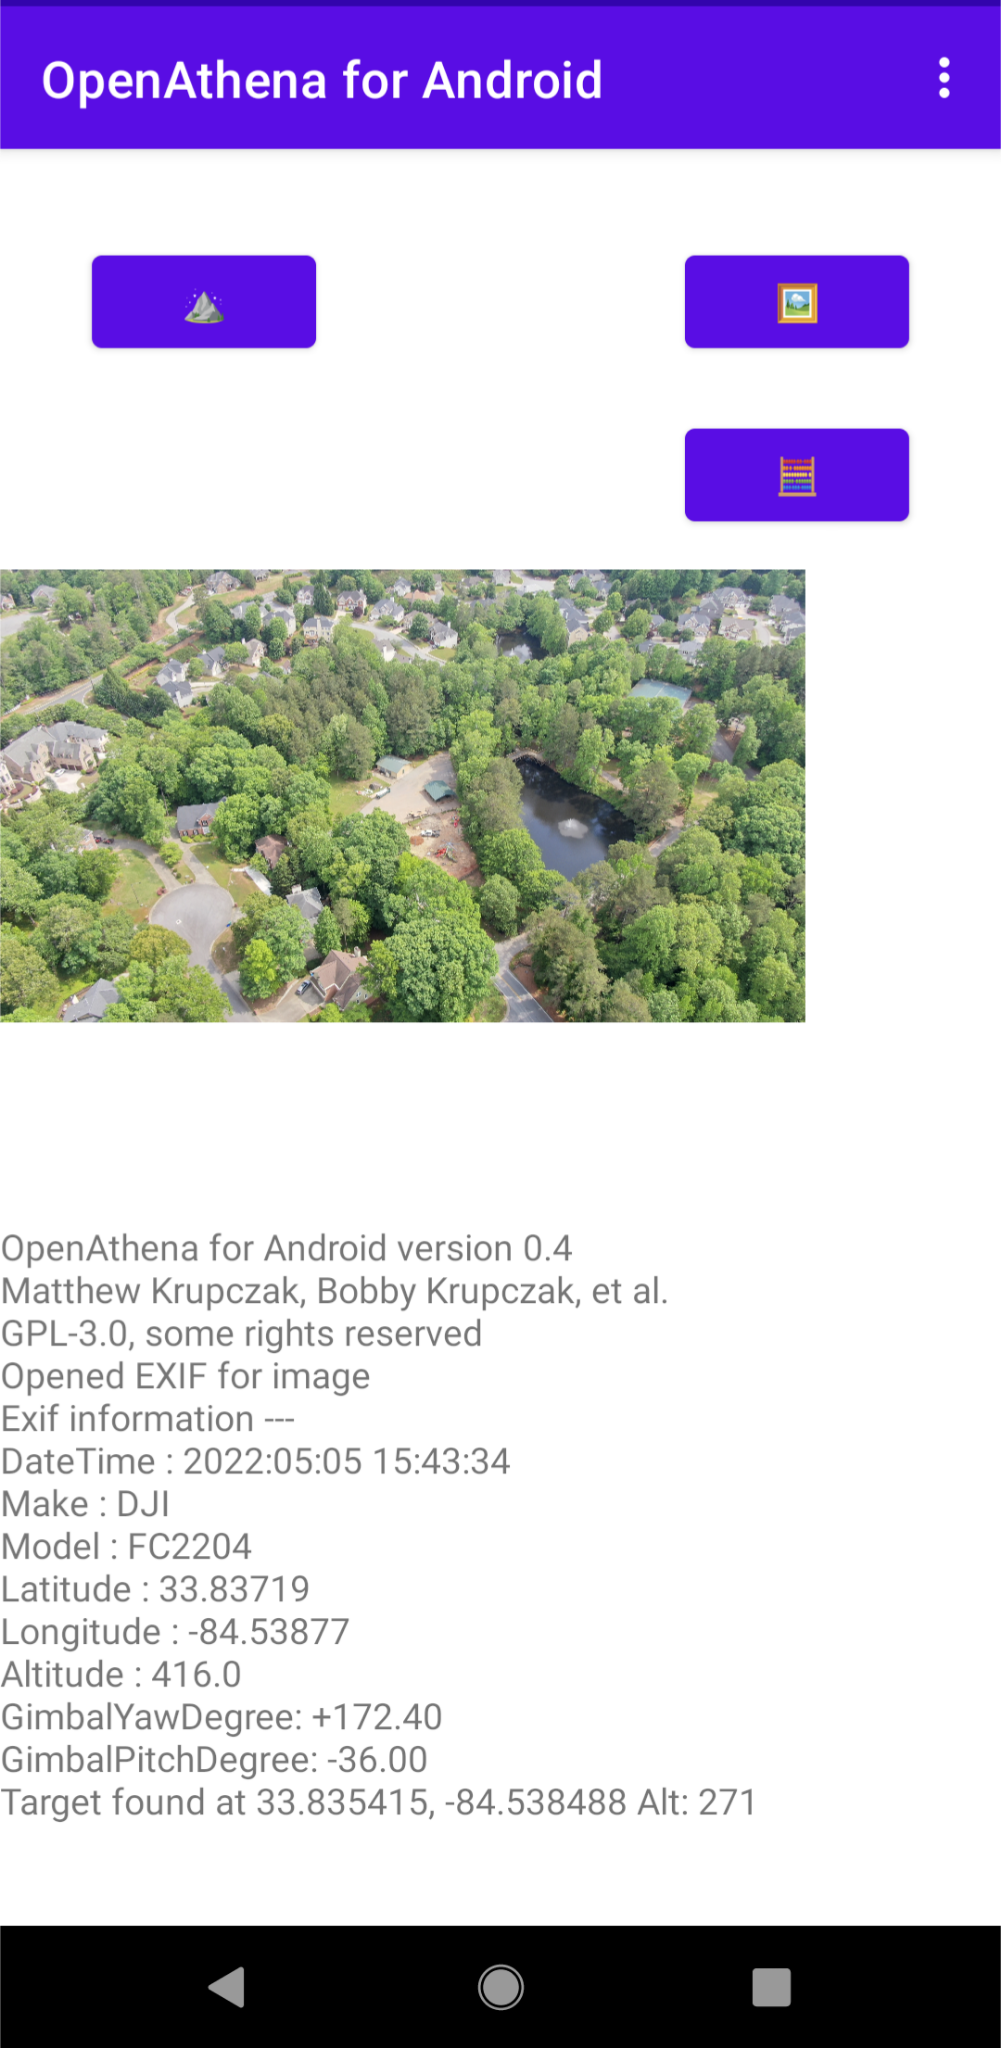 OpenAthena for Android
OpenAthena for Android version 0.4
Matthew Krupczak, Bobby Krupczak, et al.
GPL-3.0, some rights reserved
Opened EXIF for image
Exif information ---
DateTime : 2022:05:05 15:43:34
Make : DJI
Model : FC2204
Latitude : 33.83719
Longitude : -84.53877
Altitude : 416.0
GimbalYawDegree: +172.40
GimbalPitchDegree: -36.00
Target found at 33.835415, -84.538488 Alt: 271